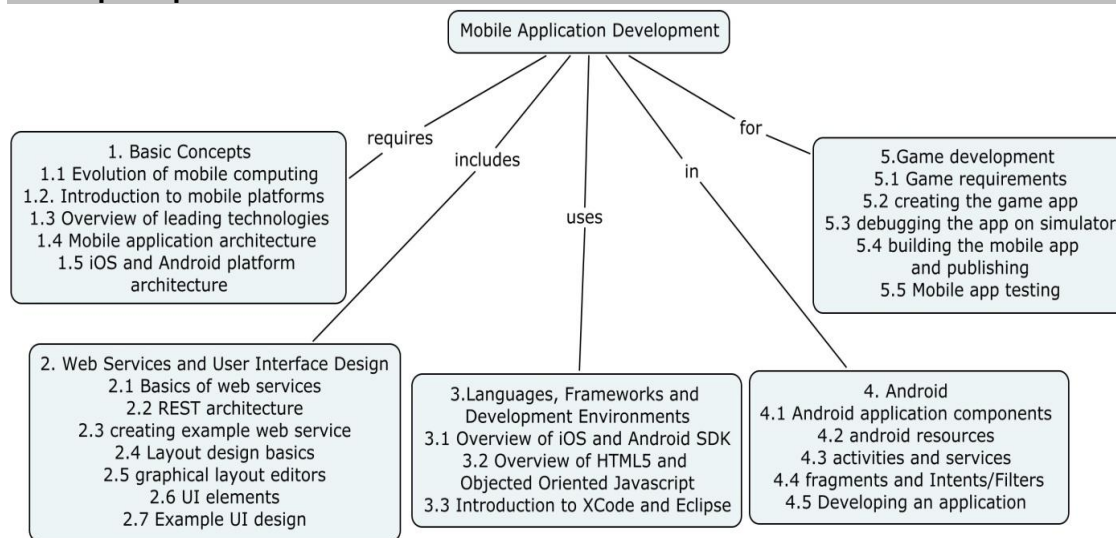 Mobile Application Development
requires
includes
uses
in
for
1. Basic Concepts
1.1 Evolution of mobile computing
1.2. Introduction to mobile platforms
1.3 Overview of leading technologies
1.4 Mobile application architecture
1.5 iOS and Android platform
architecture
2. Web Services and User Interface Design
2.1 Basics of web services
2.2 REST architecture
2.3 creating example web service
2.4 Layout design basics
2.5 graphical layout editors
2.6 UI elements
2.7 Example UI design
3.Languages, Frameworks and
Development Environments
3.1 Overview of iOS and Android SDK
3.2 Overview of HTML5 and
Objected Oriented Javascript
3.3 Introduction to XCode and Eclipse
4. Android
4.1 Android application components
4.2 android resources
4.3 activities and services
4.4 fragments and Intents/Filters
4.5 Developing an application
5.Game development
5.1 Game requirements
5.2 creating the game app
5.3 debugging the app on simulator
5.4 building the mobile app
and publishing
5.5 Mobile app testing